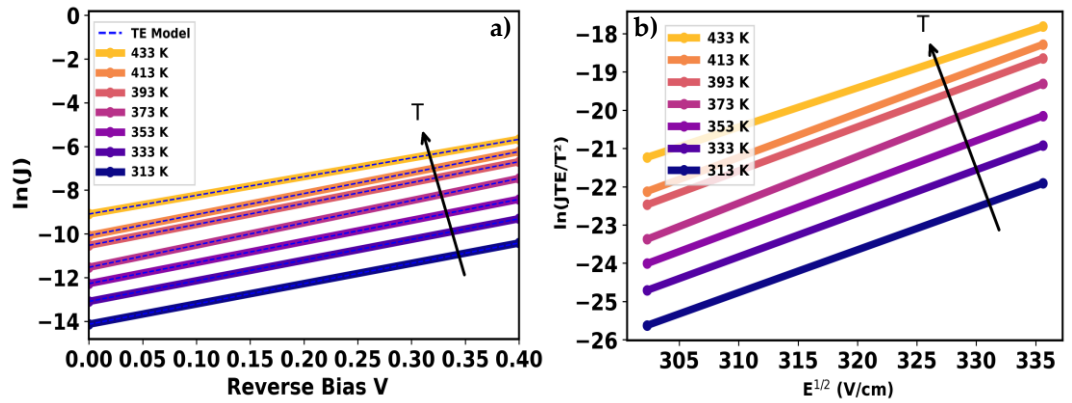 a)
ln(J)
0
−2
−4
−6
−8
−10
−12
−14
TE Model
433 K
413 K
393 K
373 K
353 K
333 K
313 K
T
0.00 0.05 0.10 0.15 0.20 0.25 0.30 0.35 0.40
Reverse Bias V
b)
ln(JTE/T²)
−18
−19
−20
−21
−22
−23
−24
−25
−26
433 K
413 K
393 K
373 K
353 K
333 K
313 K
T
305 310 315 320 325 330 335
E^{1/2} (V/cm)